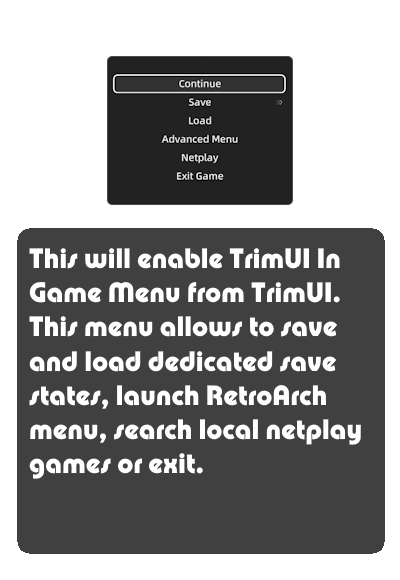 Continue
Save
Load
Advanced Menu
Netplay
Exit Game
This will enable TrimUI In
Game Menu from TrimUI.
This menu allows to save
and load dedicated save
states, launch RetroArch
menu, search local netplay
games or exit.